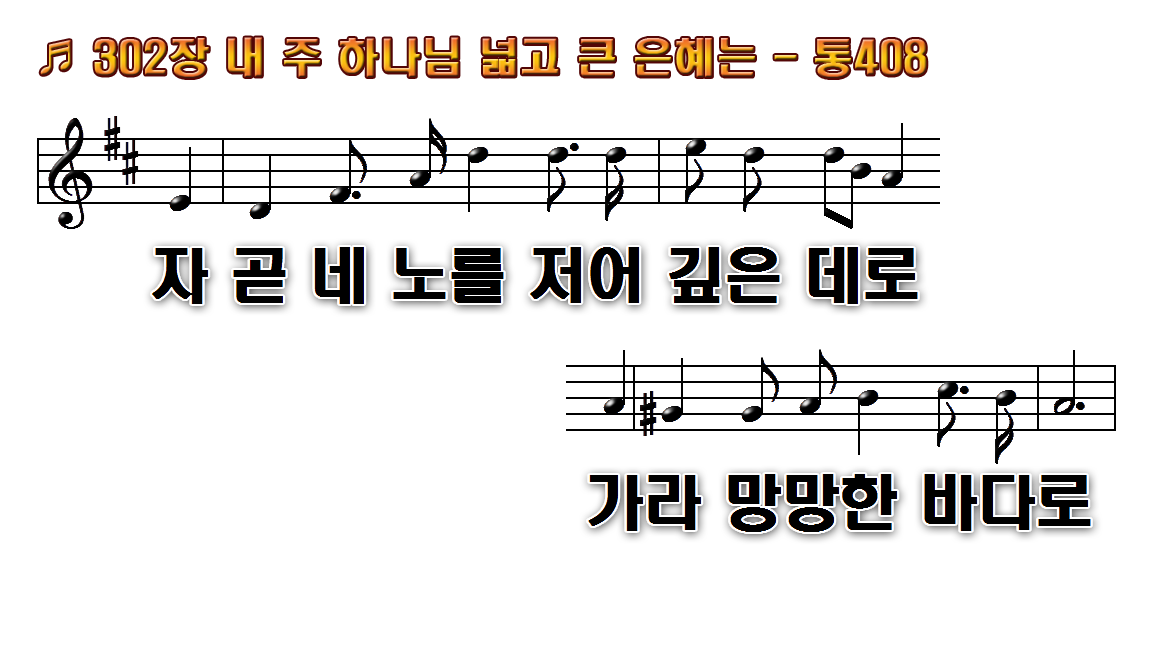 ♬ 302장 내 주 하나님 넓고 큰 은혜는 - 통408
자 곧 네 노를 저어 깊은 데로
가라 망망한 바다로